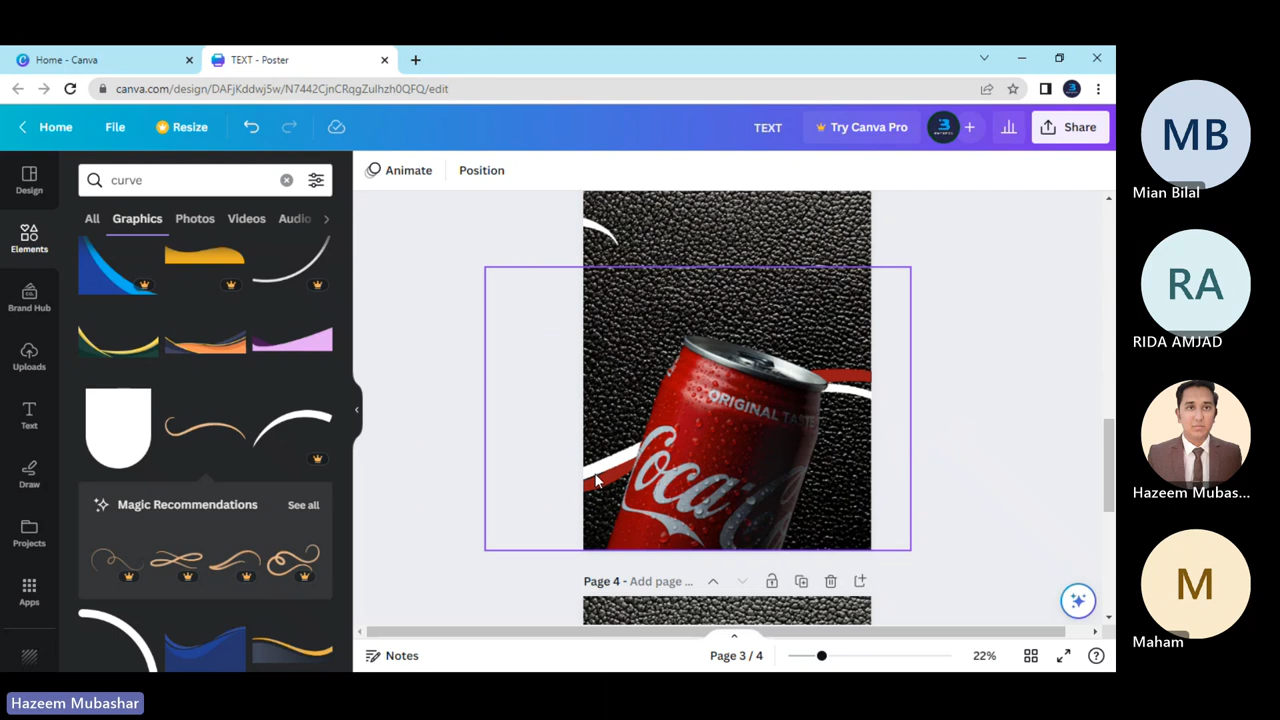 Home - Canva
TEXT - Poster
canva.com/design/DAFjKddwj5w/N7442CjnCRqgZulhzh0QFQ/edit
Home
File
Resize
TEXT
Try Canva Pro
Share
Design
Elements
Brand Hub
Uploads
Text
Draw
Projects
Apps
curve
All
Graphics
Photos
Videos
Audio
Magic Recommendations
See all
Animate
Position
ORIGINAL TASTE
Coca-
Page 4 - Add page ...
Notes
Page 3 / 4
22%
MB
Mian Bilal
RA
RIDA AMJAD
Hazeem Mubas...
M
Maham
Hazeem Mubashar